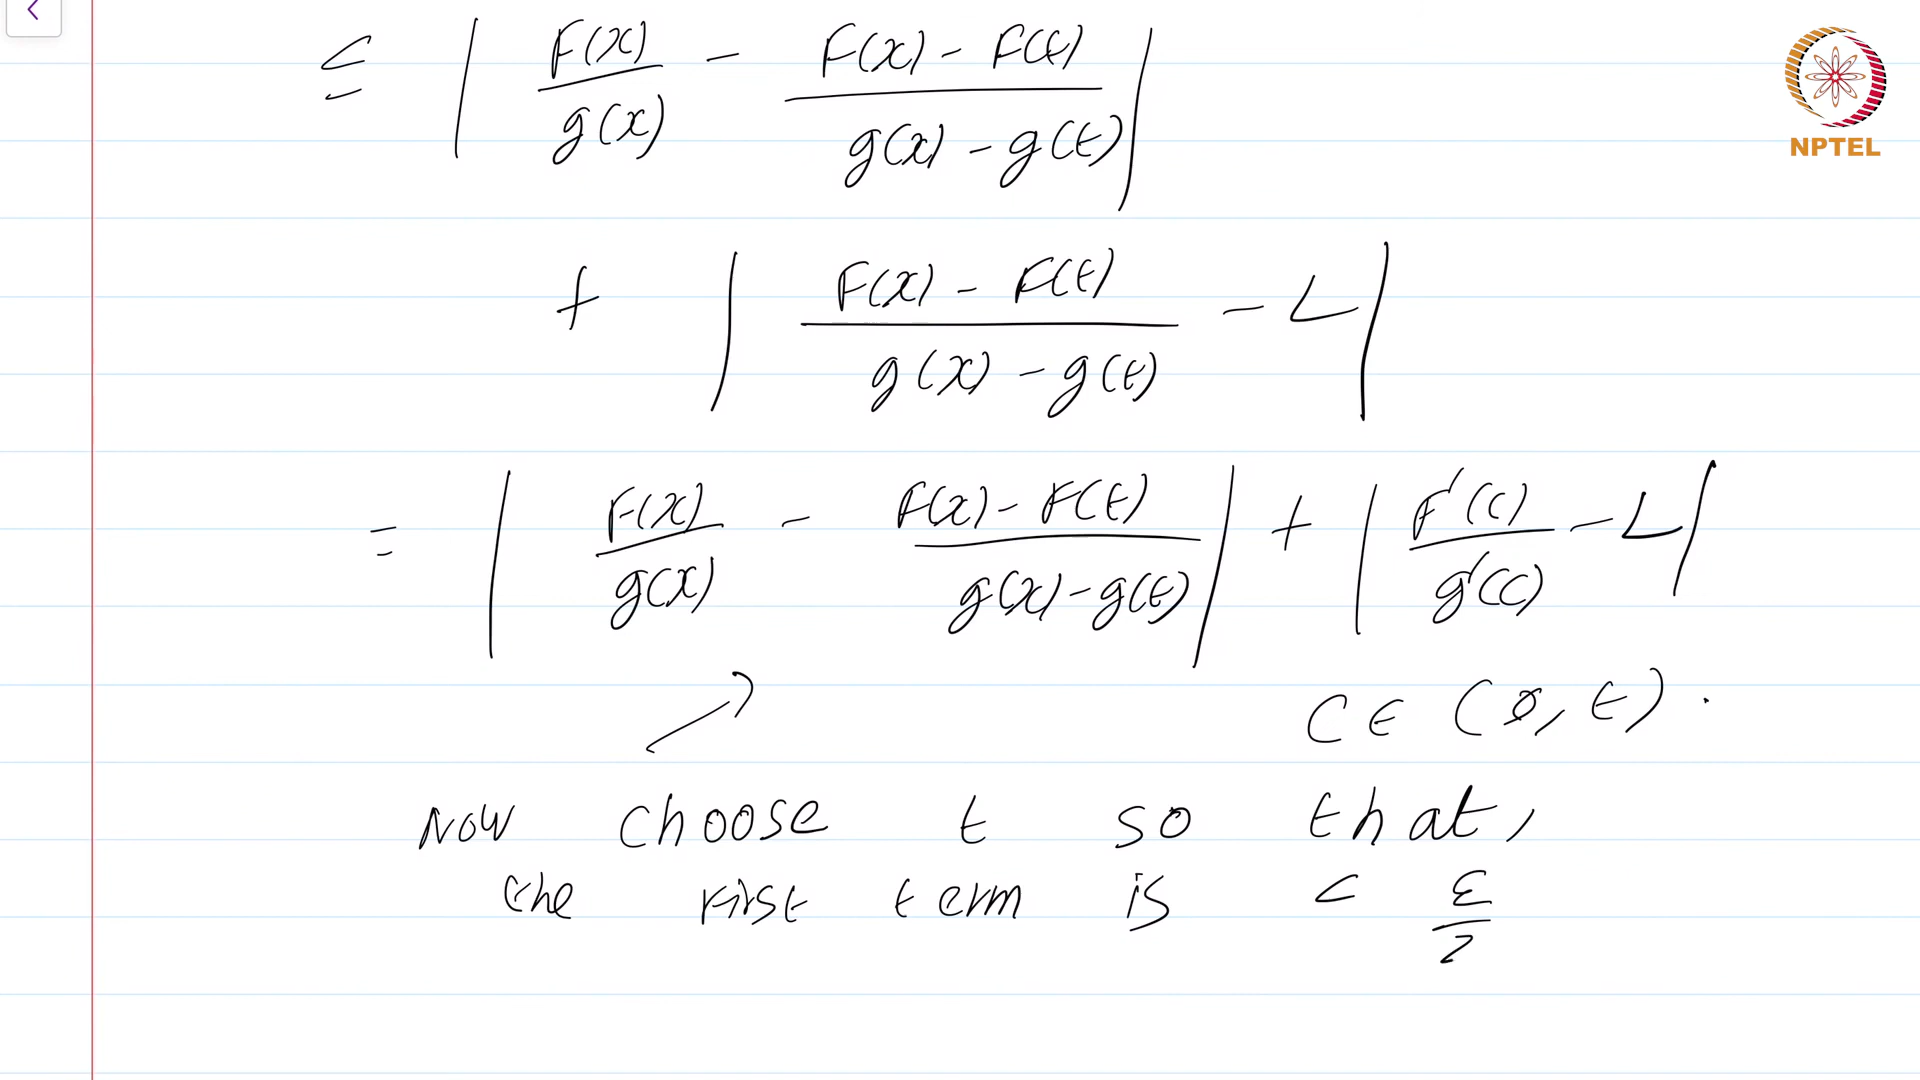 ≤ | F(x)/g(x) - (F(x) - F(t))/(g(x) - g(t)) |
NPTEL
+ | (F(x) - F(t))/(g(x) - g(t)) - L |
= | F(x)/g(x) - (F(x) - F(t))/(g(x) - g(t)) | + | F'(c)/g'(c) - L |
C ∈ (x, t).
Now choose t so that,
the first term is < ε/2